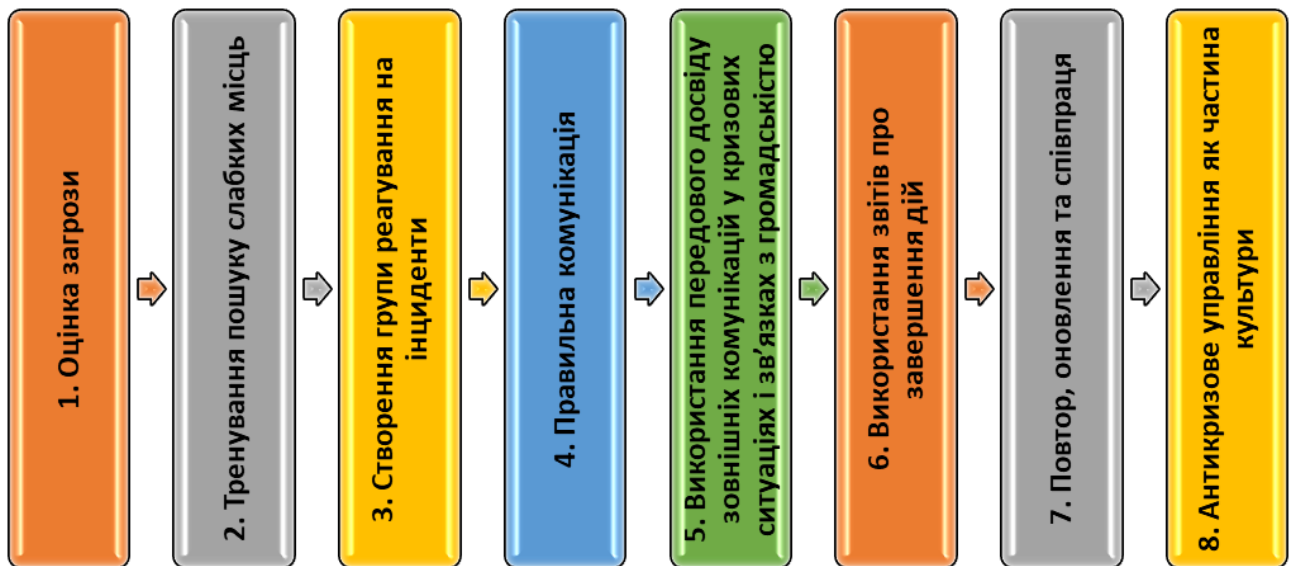 1. Оцінка загрози
2. Тренування пошуку слабких місць
3. Створення групи реагування на
інциденти
4. Правильна комунікація
5. Використання передового досвіду
зовнішніх комунікацій у кризових
ситуаціях і зв’язках з громадськістю
6. Використання звітів про
завершення дій
7. Повтор, оновлення та співпраця
8. Антикризове управління як частина
культури